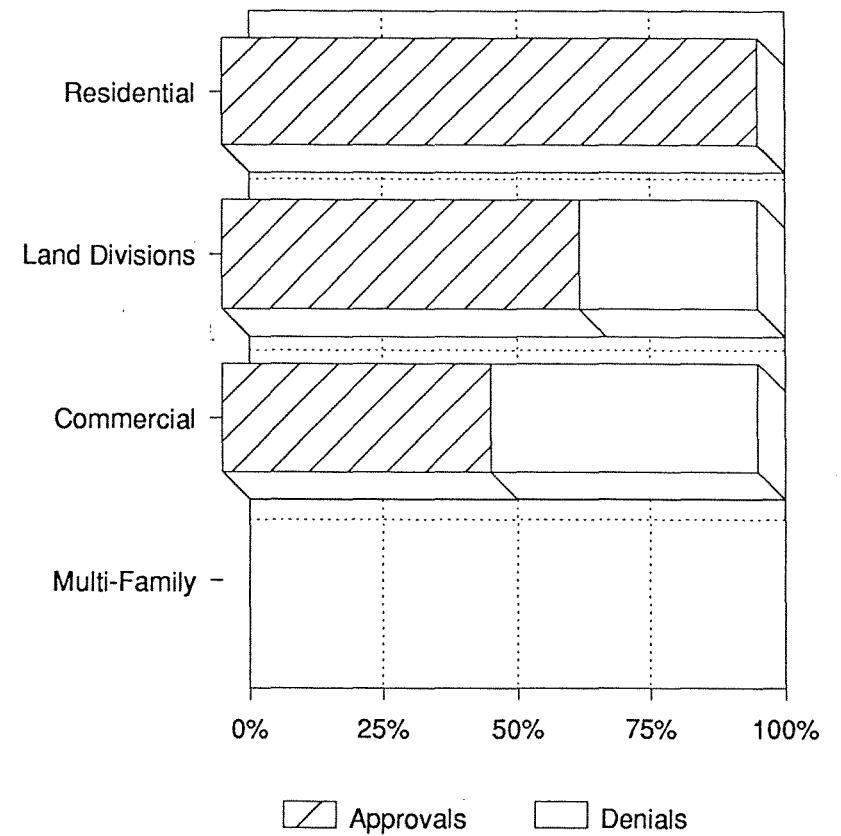 Residential
Land Divisions
Commercial
Multi-Family
0% 25% 50% 75% 100%
Approvals Denials